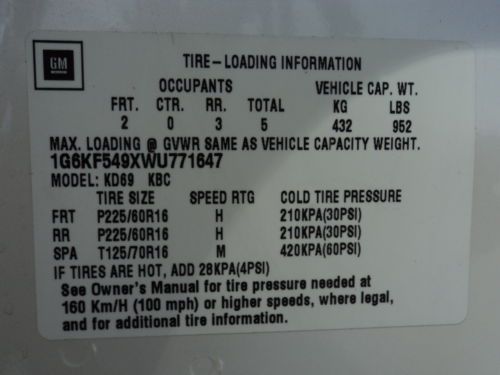 GM
TIRE-LOADING INFORMATION
OCCUPANTS VEHICLE CAP. WT.
FRT. CTR. RR. TOTAL KG LBS
2 0 3 5 432 952
MAX. LOADING @ GVWR SAME AS VEHICLE CAPACITY WEIGHT.
1G6KF549XWU771647
MODEL: KD69 KBC
TIRE SIZE SPEED RTG COLD TIRE PRESSURE
FRT P225/60R16 H 210KPA(30PSI)
RR P225/60R16 H 210KPA(30PSI)
SPA T125/70R16 M 420KPA(60PSI)
IF TIRES ARE HOT, ADD 28KPA(4PSI)
See Owner's Manual for tire pressure needed at
160 Km/H (100 mph) or higher speeds, where legal,
and for additional tire information.